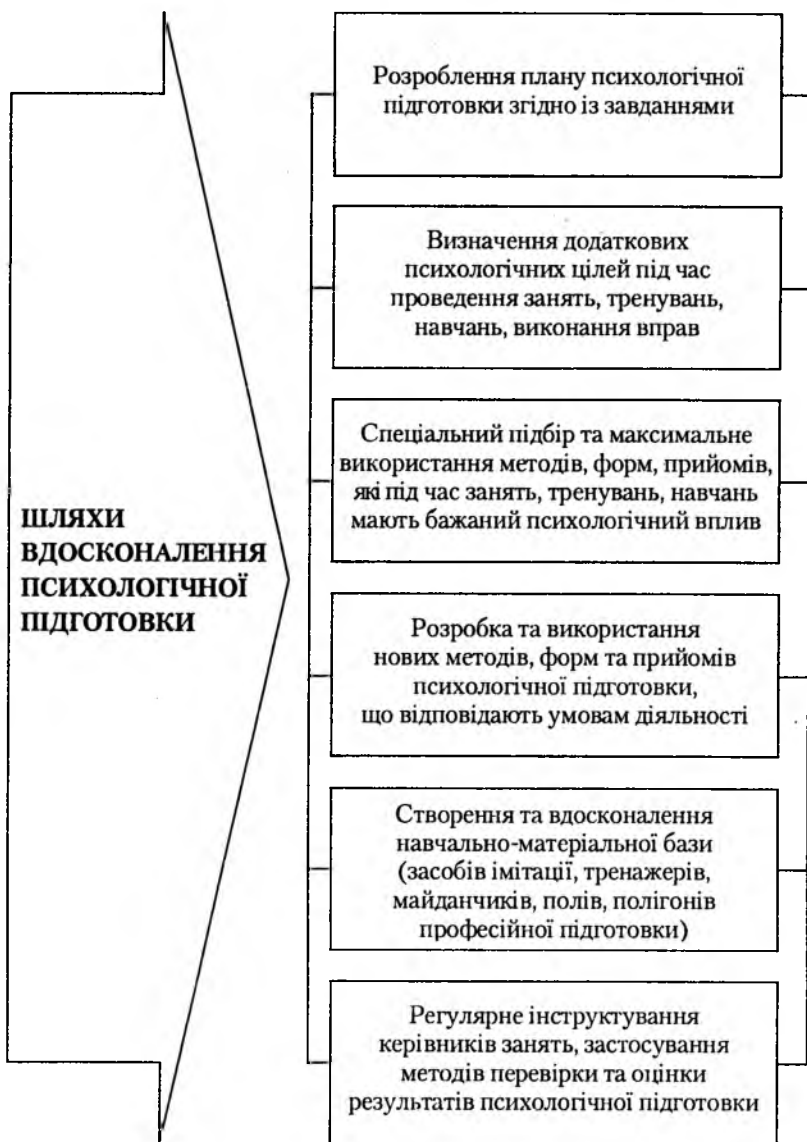 ШЛЯХИ
ВДОСКОНАЛЕННЯ
ПСИХОЛОГІЧНОЇ
ПІДГОТОВКИ
Розроблення плану психологічної
підготовки згідно із завданнями
Визначення додаткових
психологічних цілей під час
проведення занять, тренувань,
навчань, виконання вправ
Спеціальний підбір та максимальне
використання методів, форм, прийомів,
які під час занять, тренувань, навчань
мають бажаний психологічний вплив
Розробка та використання
нових методів, форм та прийомів
психологічної підготовки,
що відповідають умовам діяльності
Створення та вдосконалення
навчально-матеріальної бази
(засобів імітації, тренажерів,
майданчиків, полів, полігонів
професійної підготовки)
Регулярне інструктування
керівників занять, застосування
методів перевірки та оцінки
результатів психологічної підготовки